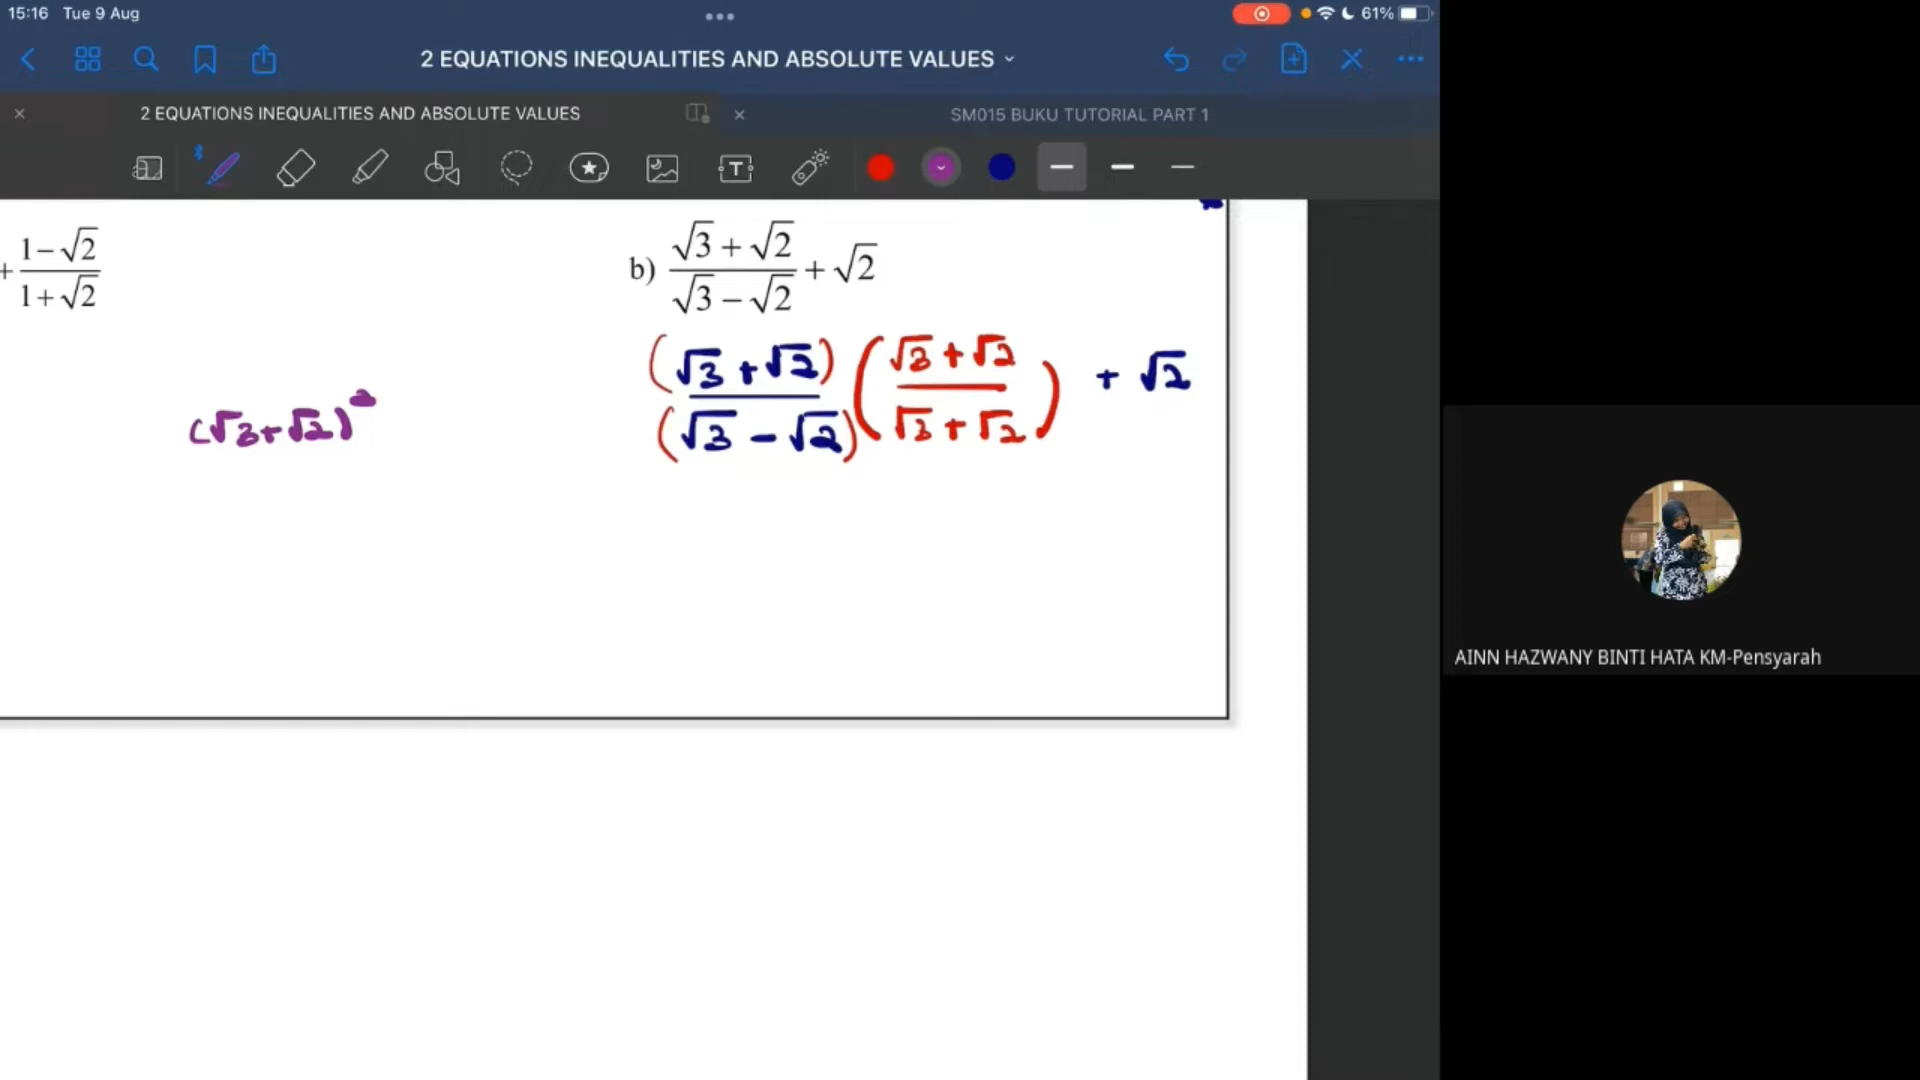 15:16 Tue 9 Aug
61%
2 EQUATIONS INEQUALITIES AND ABSOLUTE VALUES
2 EQUATIONS INEQUALITIES AND ABSOLUTE VALUES
SM015 BUKU TUTORIAL PART 1
+ (1-√2)/(1+√2)
b) (√3+√2)/(√3-√2) + √2
(√3+√2)/(√3-√2) ((√3+√2)/(√3+√2)) + √2
(√3+√2)²
AINN HAZWANY BINTI HATA KM-Pensyarah